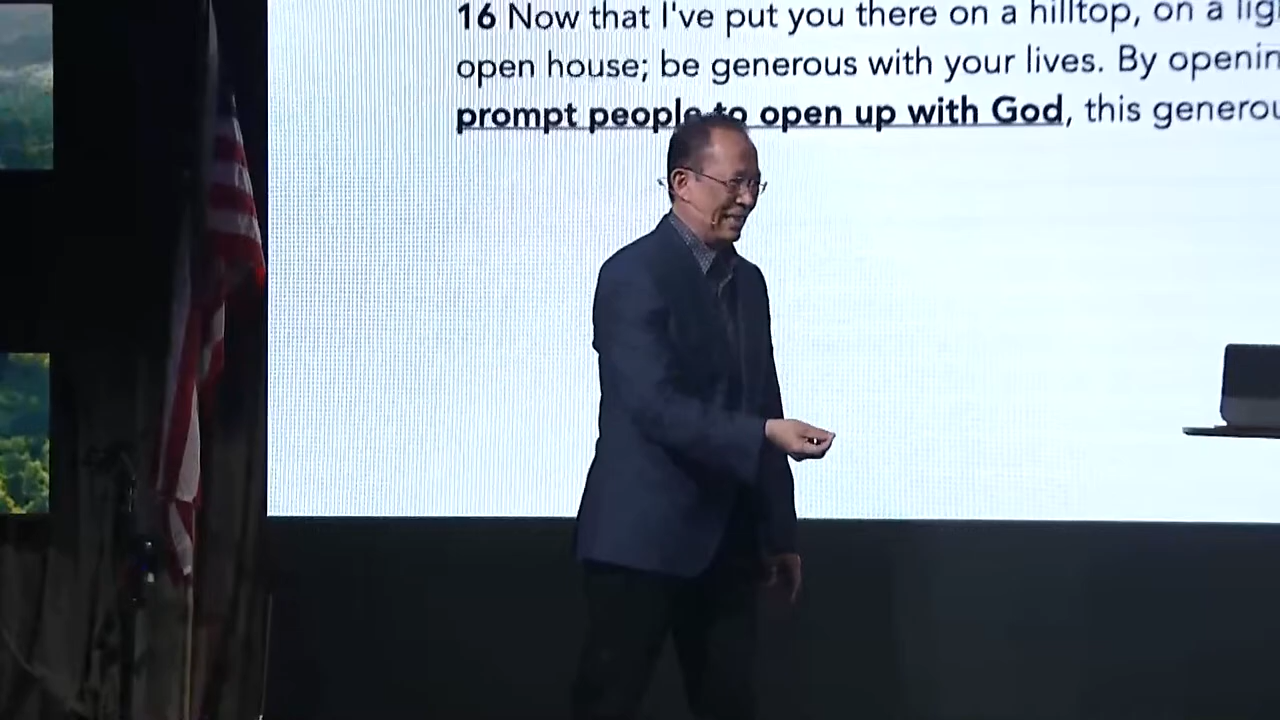 16 Now that I've put you there on a hilltop, on a
open house; be generous with your lives. By
prompt people to open up with God, this